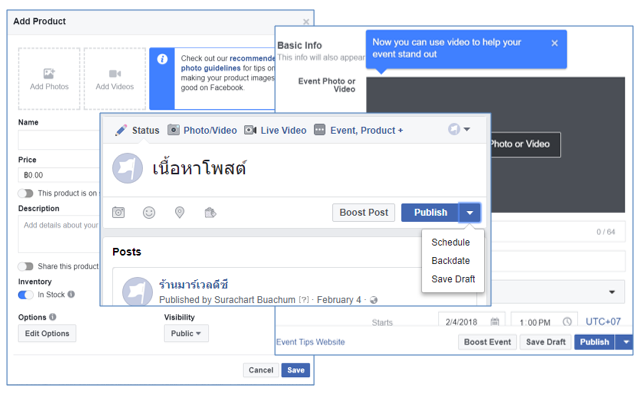 Add Product
Add Photos
Add Videos
Check out our recommende
photo guidelines for tips on
making your product images
good on Facebook.
Name
Price
฿0.00
This product is on
Description
Add details about your
Share this product
Inventory
In Stock
Options
Edit Options
Visibility
Public
Cancel
Save
Status
Photo/Video
Live Video
Event, Product +
เนื้อหาโพสต์
Boost Post
Publish
Schedule
Backdate
Save Draft
Posts
ร้านมาร์เวลดีซี
Published by Surachart Buachum [?] · February 4 ·
Basic Info
This info will also appear
Now you can use video to help your
event stand out
Event Photo or
Video
Photo or Video
0 / 64
Starts
2/4/2018
1:00 PM
UTC+07
Event Tips Website
Boost Event
Save Draft
Publish